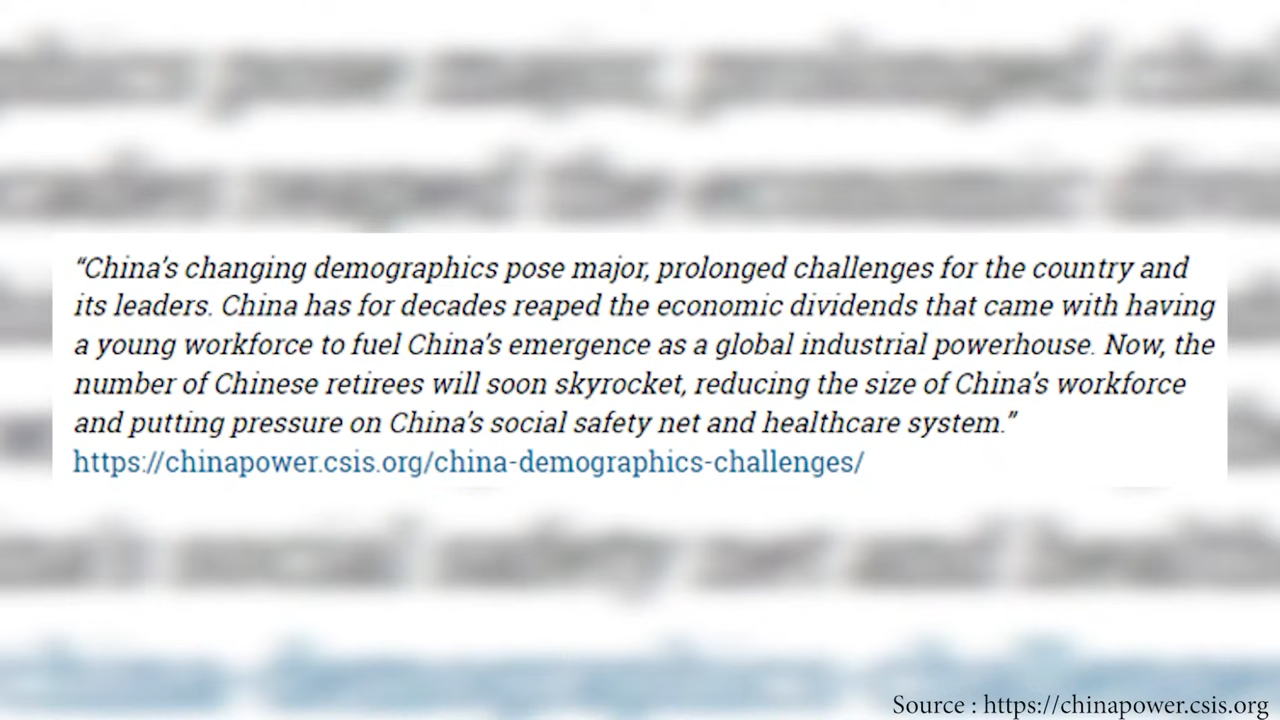 “China’s changing demographics pose major, prolonged challenges for the country and
its leaders. China has for decades reaped the economic dividends that came with having
a young workforce to fuel China’s emergence as a global industrial powerhouse. Now, the
number of Chinese retirees will soon skyrocket, reducing the size of China’s workforce
and putting pressure on China’s social safety net and healthcare system.”
https://chinapower.csis.org/china-demographics-challenges/
Source : https://chinapower.csis.org